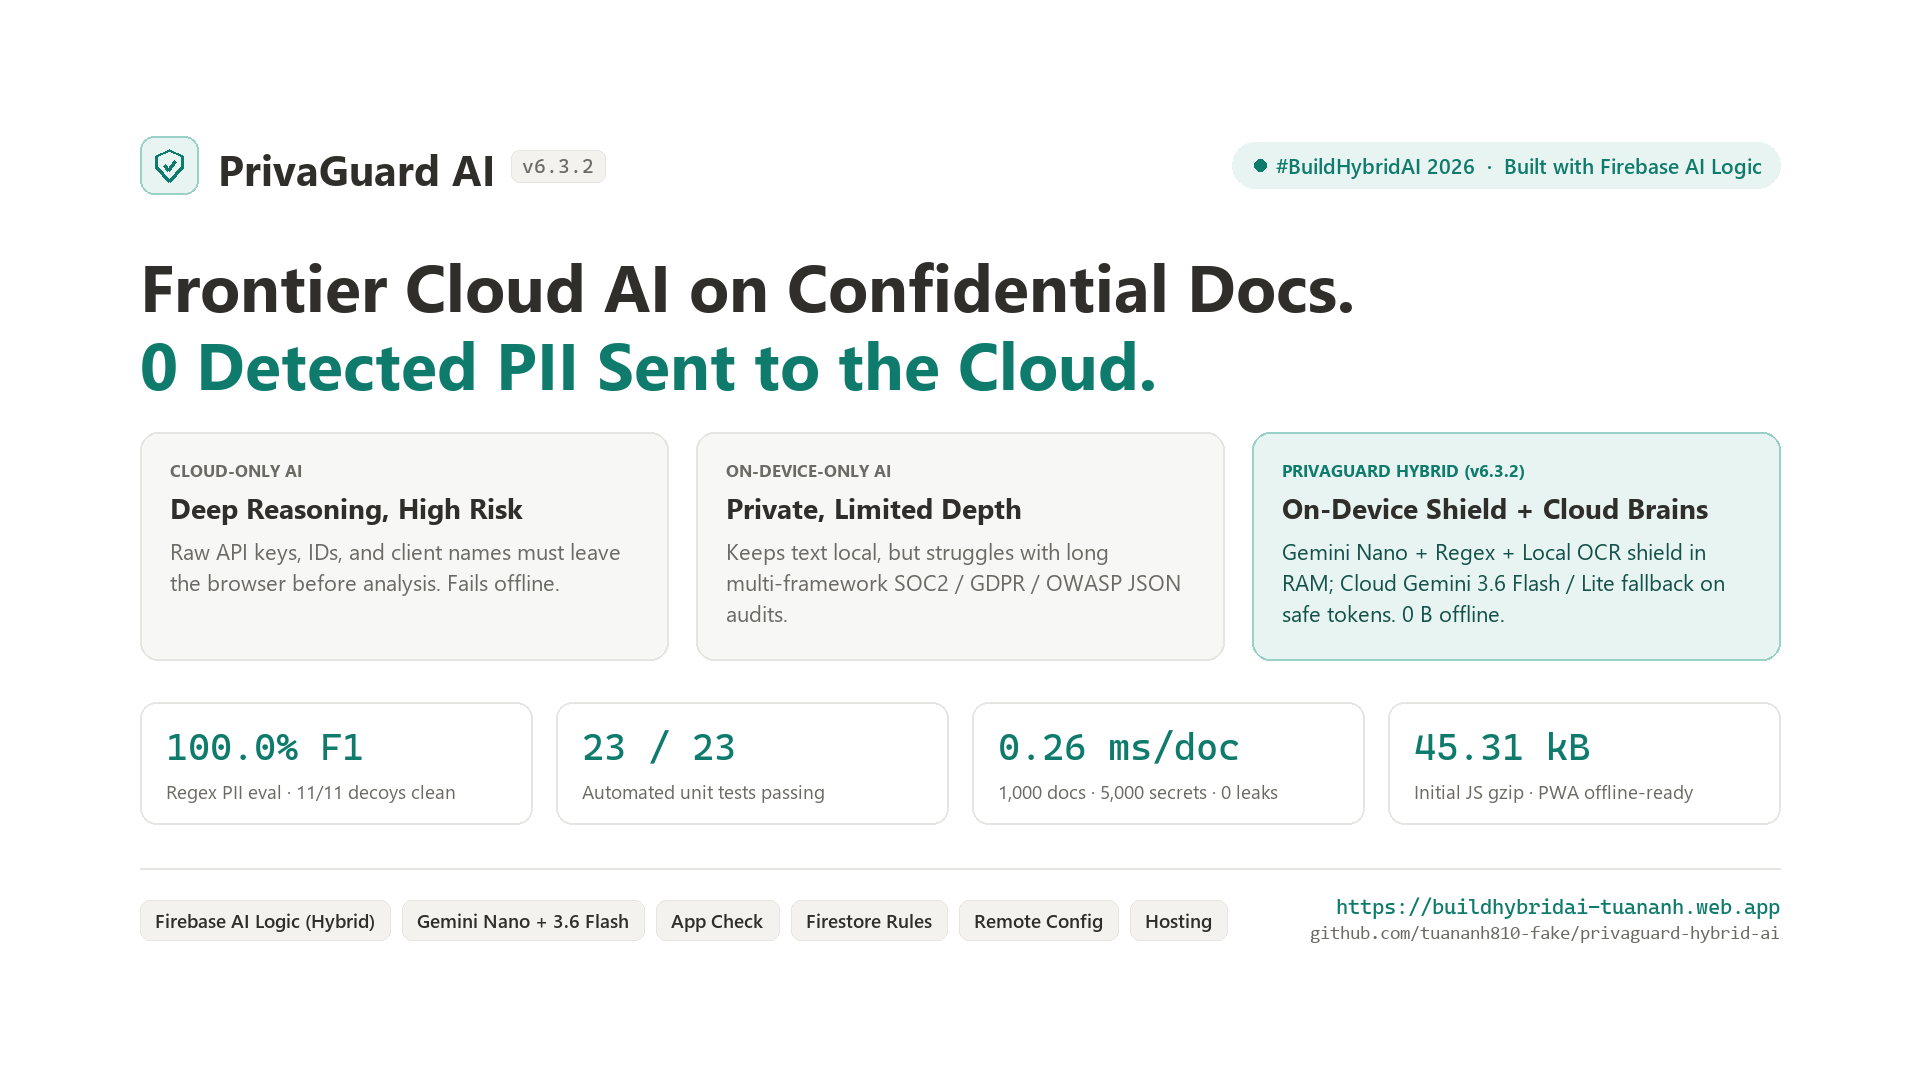 PrivaGuard AI v6.3.2
#BuildHybridAI 2026 · Built with Firebase AI Logic
Frontier Cloud AI on Confidential Docs.
0 Detected PII Sent to the Cloud.
CLOUD-ONLY AI
Deep Reasoning, High Risk
Raw API keys, IDs, and client names must leave
the browser before analysis. Fails offline.
ON-DEVICE-ONLY AI
Private, Limited Depth
Keeps text local, but struggles with long
multi-framework SOC2 / GDPR / OWASP JSON
audits.
PRIVAGUARD HYBRID (v6.3.2)
On-Device Shield + Cloud Brains
Gemini Nano + Regex + Local OCR shield in
RAM; Cloud Gemini 3.6 Flash / Lite fallback on
safe tokens. 0 B offline.
100.0% F1
Regex PII eval · 11/11 decoys clean
23 / 23
Automated unit tests passing
0.26 ms/doc
1,000 docs · 5,000 secrets · 0 leaks
45.31 kB
Initial JS gzip · PWA offline-ready
Firebase AI Logic (Hybrid)
Gemini Nano + 3.6 Flash
App Check
Firestore Rules
Remote Config
Hosting
https://buildhybridai-tuananh.web.app
github.com/tuananh810-fake/privaguard-hybrid-ai